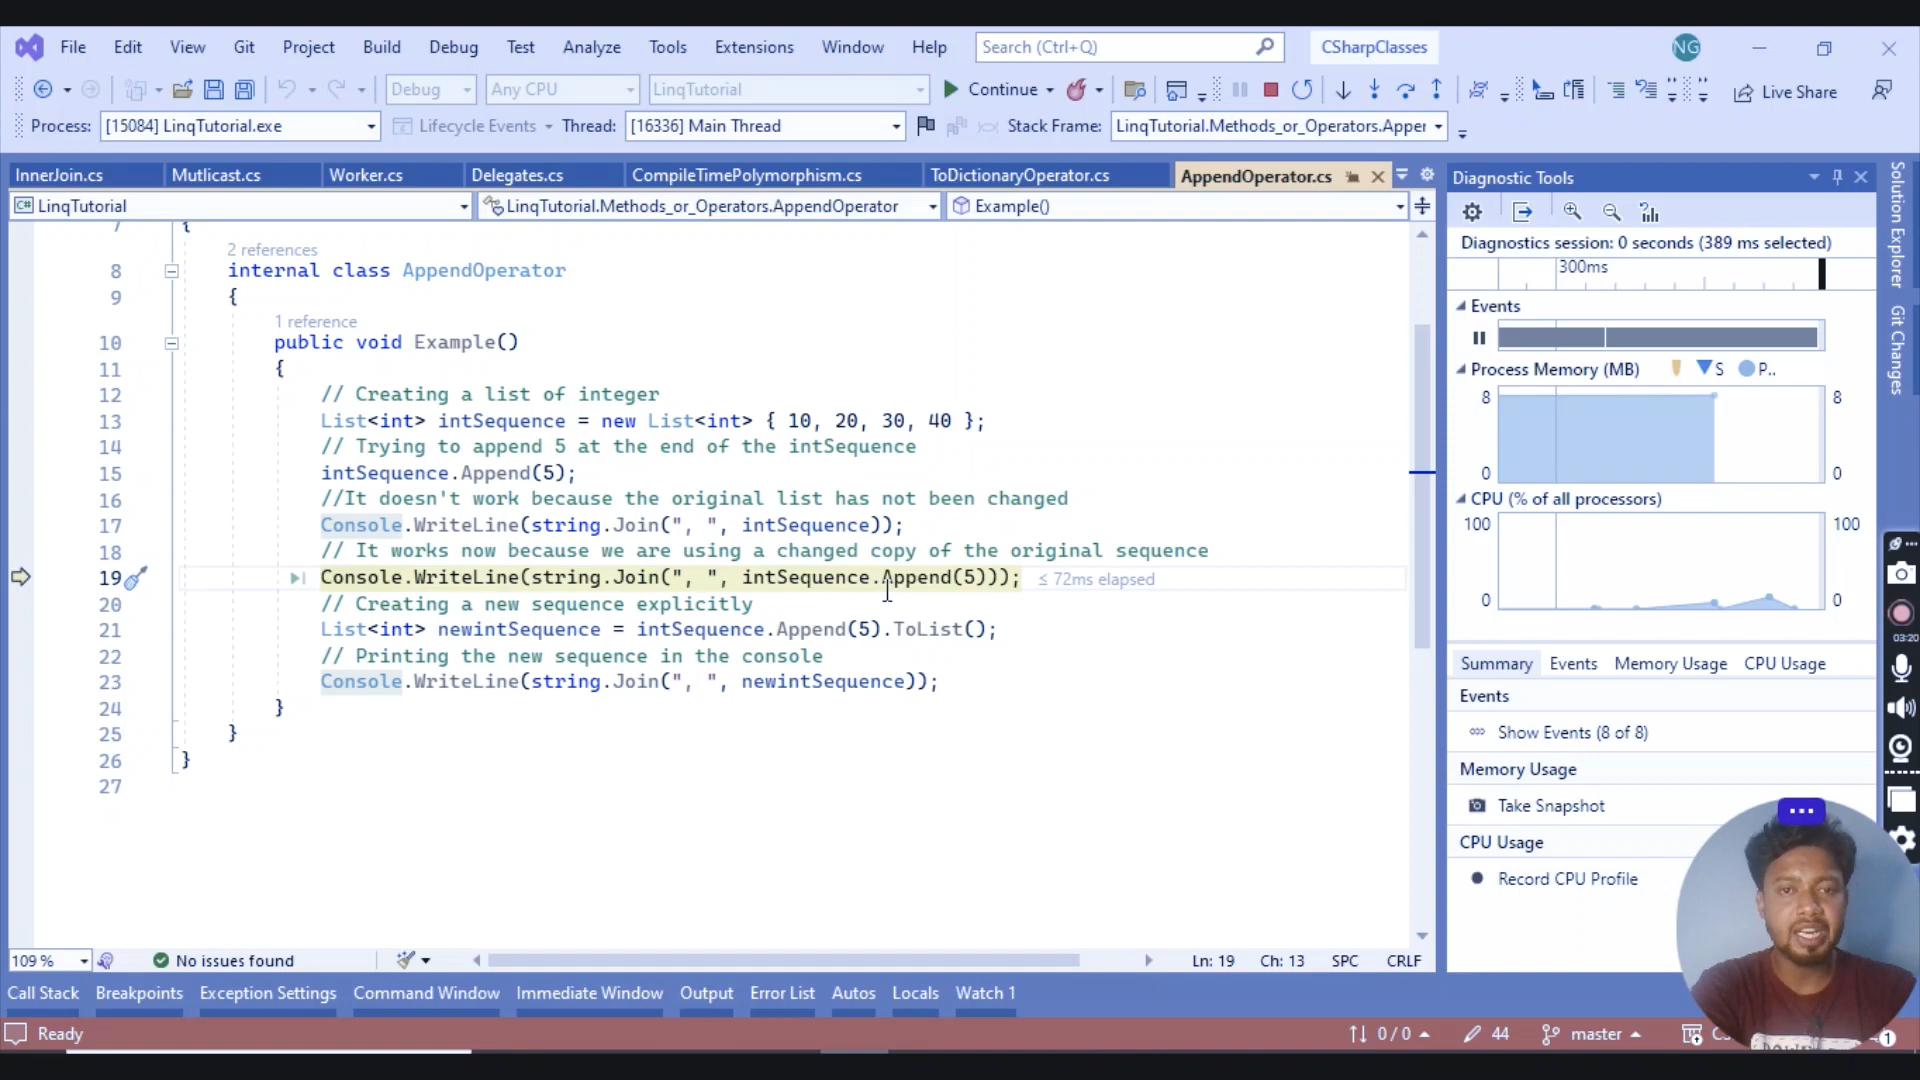 File Edit View Git Project Build Debug Test Analyze Tools Extensions Window Help Search (Ctrl+Q) CSharpClasses NG
Debug Any CPU LinqTutorial Continue Live Share
Process: [15084] LinqTutorial.exe Lifecycle Events Thread: [16336] Main Thread Stack Frame: LinqTutorial.Methods_or_Operators.Apper
InnerJoin.cs Mutlicast.cs Worker.cs Delegates.cs CompileTimePolymorphism.cs ToDictionaryOperator.cs AppendOperator.cs
LinqTutorial LinqTutorial.Methods_or_Operators.AppendOperator Example()
7 {
2 references
8 internal class AppendOperator
9 {
1 reference
10 public void Example()
11 {
12 // Creating a list of integer
13 List<int> intSequence = new List<int> { 10, 20, 30, 40 };
14 // Trying to append 5 at the end of the intSequence
15 intSequence.Append(5);
16 //It doesn't work because the original list has not been changed
17 Console.WriteLine(string.Join(", ", intSequence));
18 // It works now because we are using a changed copy of the original sequence
19 Console.WriteLine(string.Join(", ", intSequence.Append(5))); ≤ 72ms elapsed
20 // Creating a new sequence explicitly
21 List<int> newintSequence = intSequence.Append(5).ToList();
22 // Printing the new sequence in the console
23 Console.WriteLine(string.Join(", ", newintSequence));
24 }
25 }
26 }
27
109 % No issues found Ln: 19 Ch: 13 SPC CRLF
Diagnostic Tools
Diagnostics session: 0 seconds (389 ms selected)
300ms
Events
Process Memory (MB) S P..
8 8
0 0
CPU (% of all processors)
100 100
0 0
Summary Events Memory Usage CPU Usage
Events
Show Events (8 of 8)
Memory Usage
Take Snapshot
CPU Usage
Record CPU Profile
Solution Explorer
Git Changes
03:20
Call Stack Breakpoints Exception Settings Command Window Immediate Window Output Error List Autos Locals Watch 1
Ready 0 / 0 44 master 1